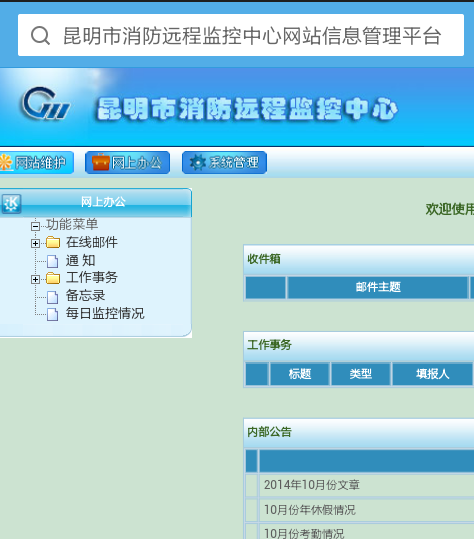 昆明市消防远程监控中心网站信息管理平台
昆明市消防远程监控中心
网站维护
网上办公
系统管理
网上办公
功能菜单
在线邮件
通 知
工作事务
备忘录
每日监控情况
欢迎使用
收件箱
邮件主题
工作事务
标题
类型
填报人
内部公告
2014年10月份文章
10月份年休假情况
10月份考勤情况